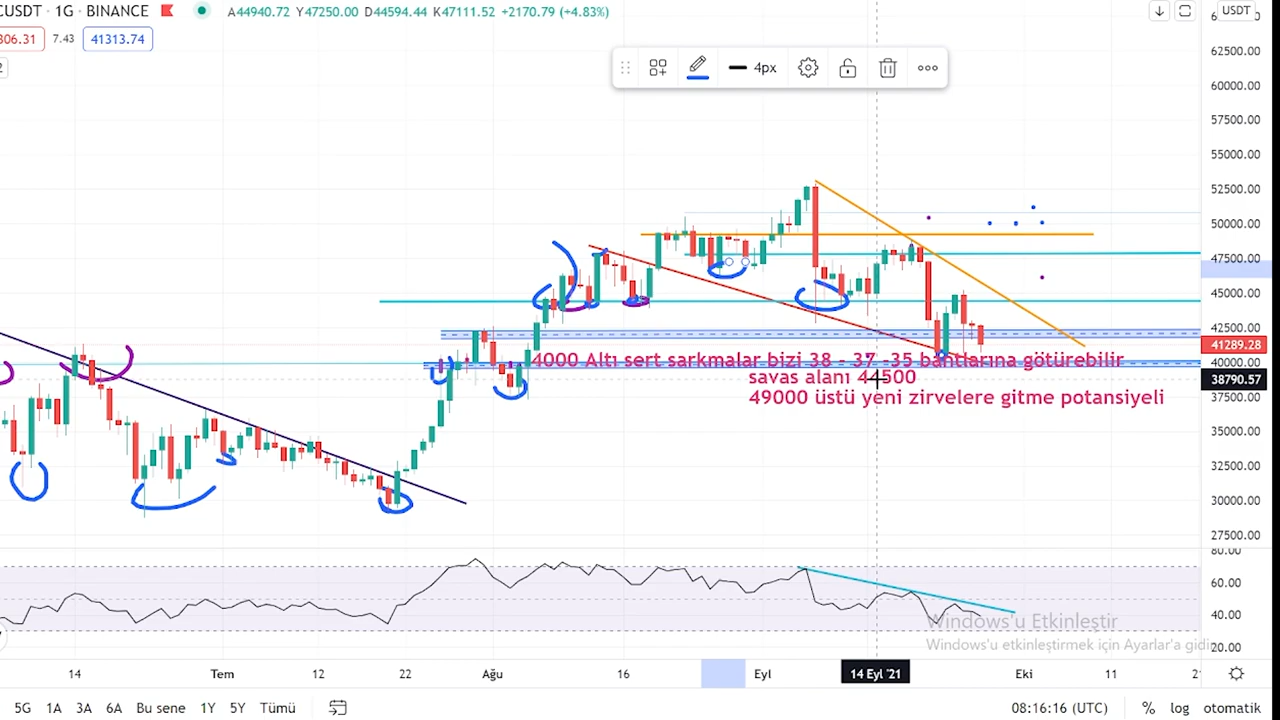 CUSDT · 1G · BINANCE A44940.72 Y47250.00 D44594.44 K47111.52 +2170.79 (+4.83%)
306.31 7.43 41313.74
2
4px
USDT
62500.00
60000.00
57500.00
55000.00
52500.00
50000.00
47500.00
45000.00
42500.00
41289.28
40000.00
38790.57
37500.00
35000.00
32500.00
30000.00
27500.00
4000 Altı sert sarkmalar bizi 38 - 37 -35 bantlarına götürebilir
savas alanı 44500
49000 üstü yeni zirvelere gitme potansiyeli
80.00
60.00
40.00
20.00
Windows'u Etkinleştir
Windows'u etkinleştirmek için Ayarlar'a gidin
14 Tem 12 22 Ağu 16 Eyl 14 Eyl '21 Eki 11
5G 1A 3A 6A Bu sene 1Y 5Y Tümü 08:16:16 (UTC) % log otomatik